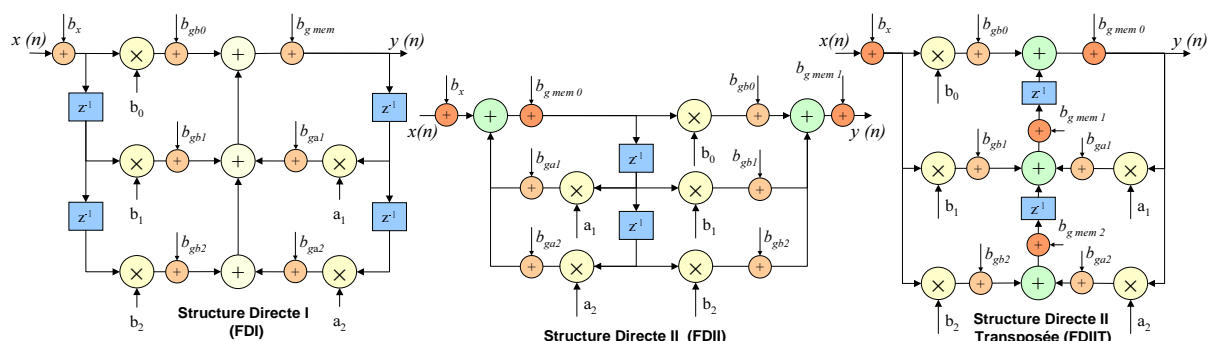 b_x b_gb0 b_g mem
x (n) + × + + + y (n)
z⁻¹ z⁻¹
b_0
b_gb1 b_ga1
× + + + ×
b_1 a_1
z⁻¹ z⁻¹
b_gb2 b_ga2
× + + + ×
b_2 a_2
Structure Directe I
(FDI)
b_x b_g mem 0 b_gb0 b_g mem 1
x(n) + + + × + + + y (n)
z⁻¹
b_0
b_ga1 b_gb1
+ × × +
a_1 b_1
z⁻¹
b_ga2 b_gb2
+ × × +
a_2 b_2
Structure Directe II (FDII)
b_x b_gb0 b_g mem 0
x(n) + × + + + y (n)
b_0
z⁻¹
+ b_g mem 1
b_gb1 b_ga1
× + + + ×
b_1 a_1
z⁻¹
+ b_g mem 2
b_gb2 b_ga2
× + + + ×
b_2 a_2
Structure Directe II
Transposée (FDIIT)